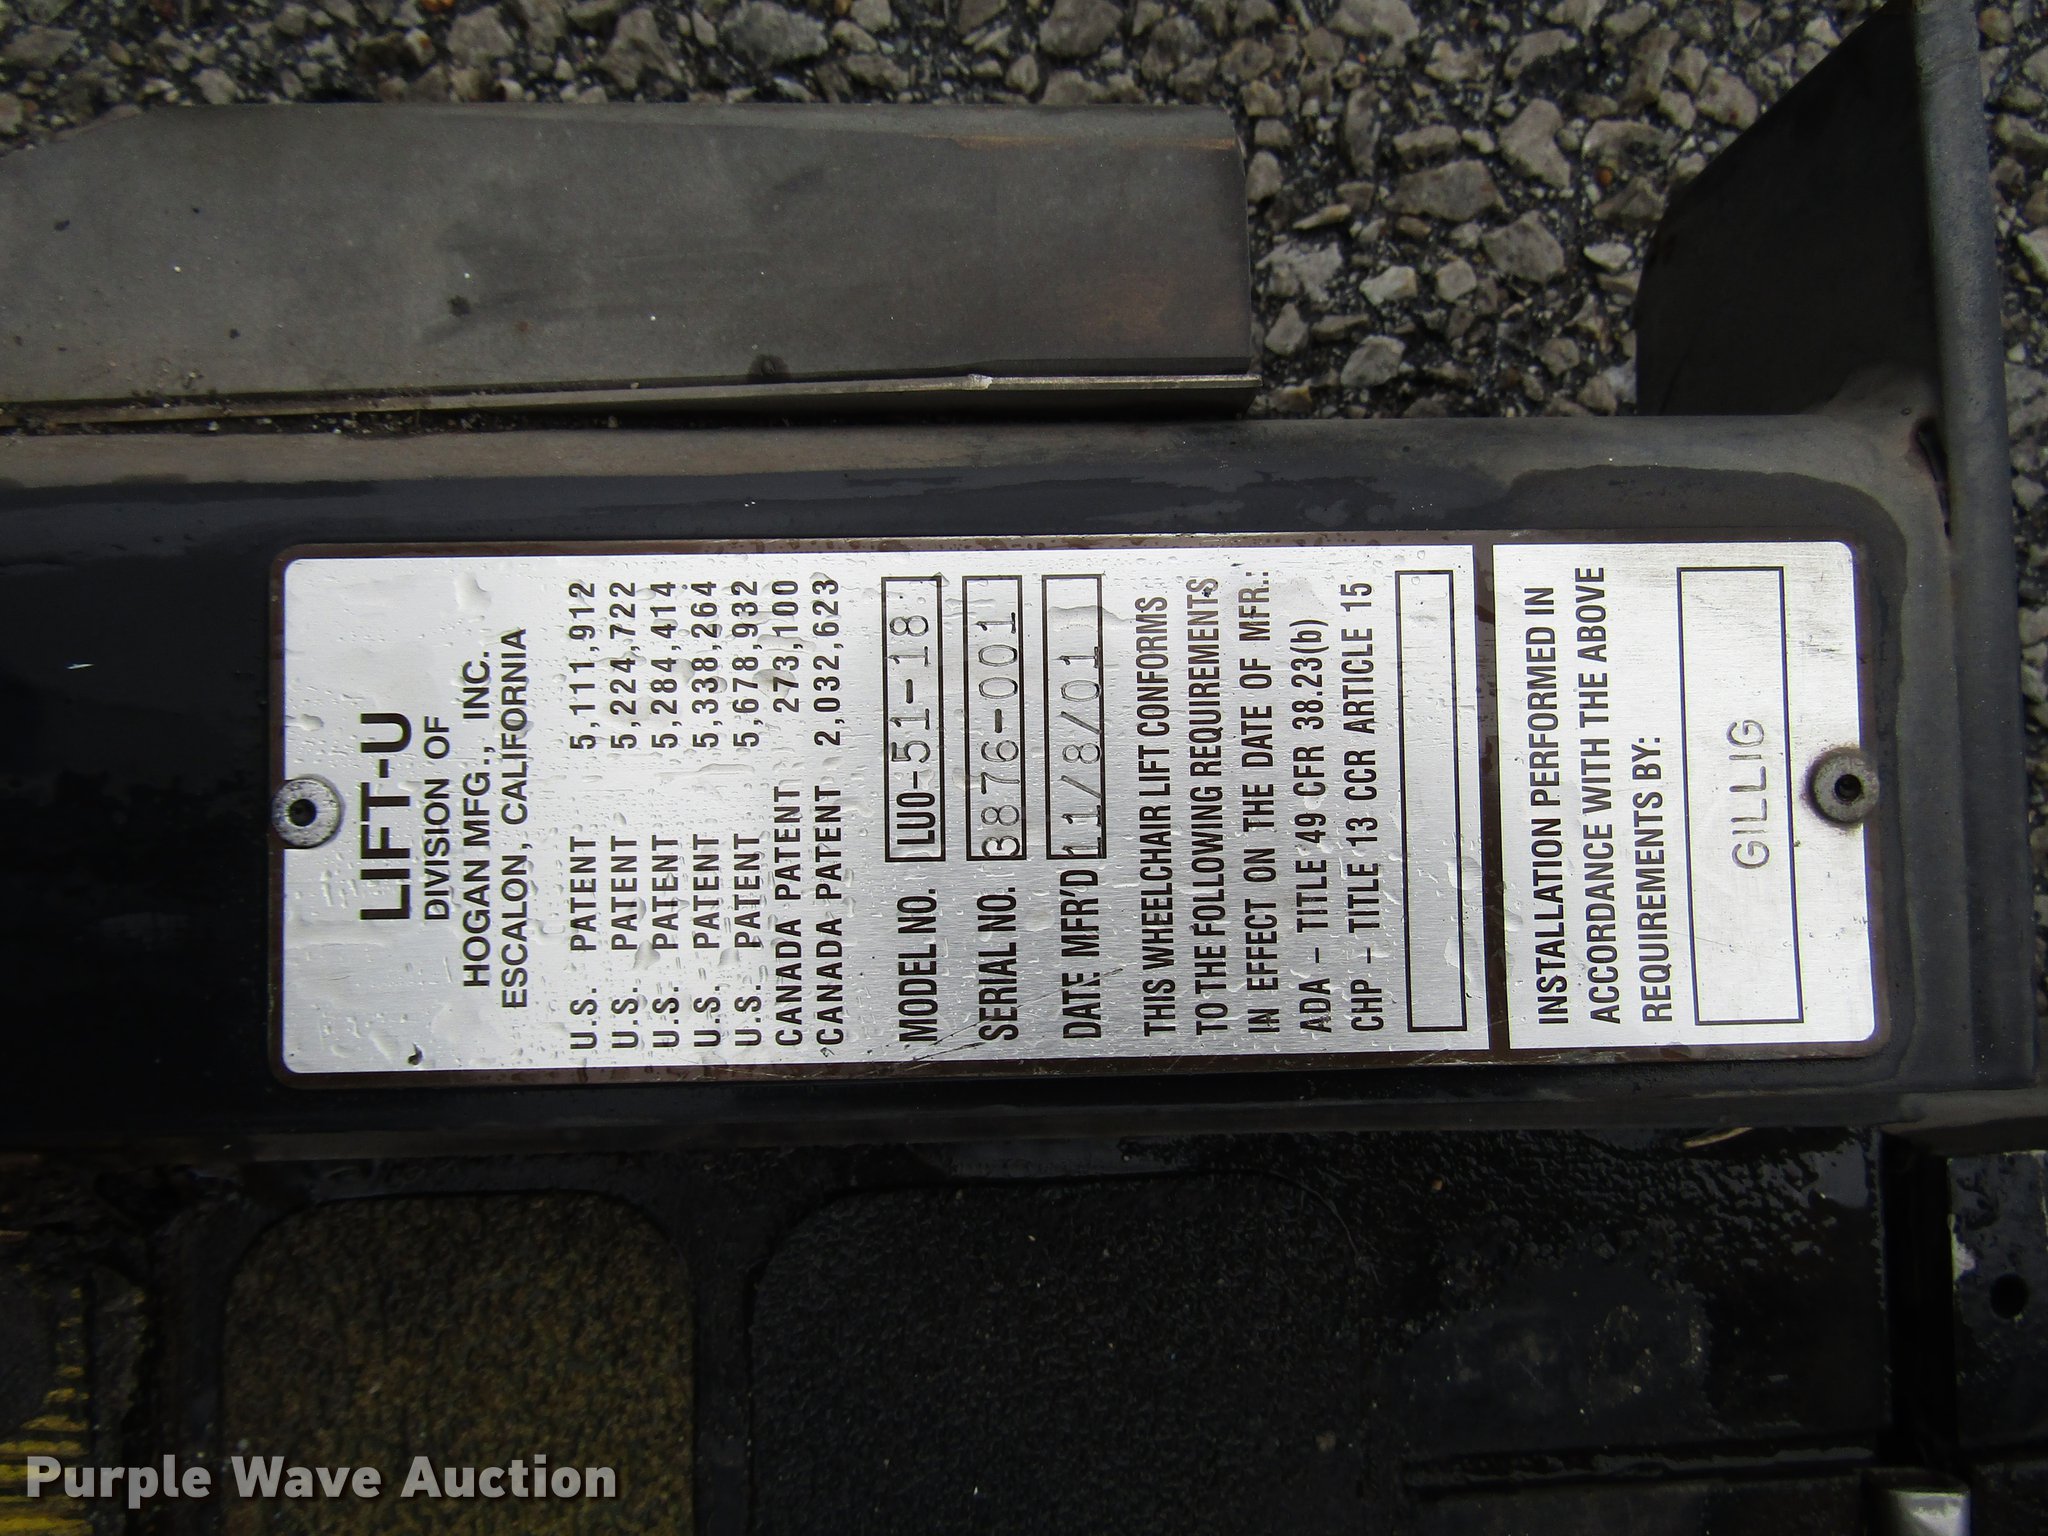 LIFT-U
DIVISION OF
HOGAN MFG., INC.
ESCALON, CALIFORNIA
U.S. PATENT 5,111,912
U.S. PATENT 5,224,722
U.S. PATENT 5,284,414
U.S. PATENT 5,338,264
U.S. PATENT 5,678,932
CANADA PATENT 273,100
CANADA PATENT 2,032,623
MODEL NO. LUO-51-18
SERIAL NO. 3876-001
DATE MFR'D 11/8/01
THIS WHEELCHAIR LIFT CONFORMS
TO THE FOLLOWING REQUIREMENTS
IN EFFECT ON THE DATE OF MFR.:
ADA - TITLE 49 CFR 38.23(b)
CHP - TITLE 13 CCR ARTICLE 15
INSTALLATION PERFORMED IN
ACCORDANCE WITH THE ABOVE
REQUIREMENTS BY:
GILLIG
Purple Wave Auction